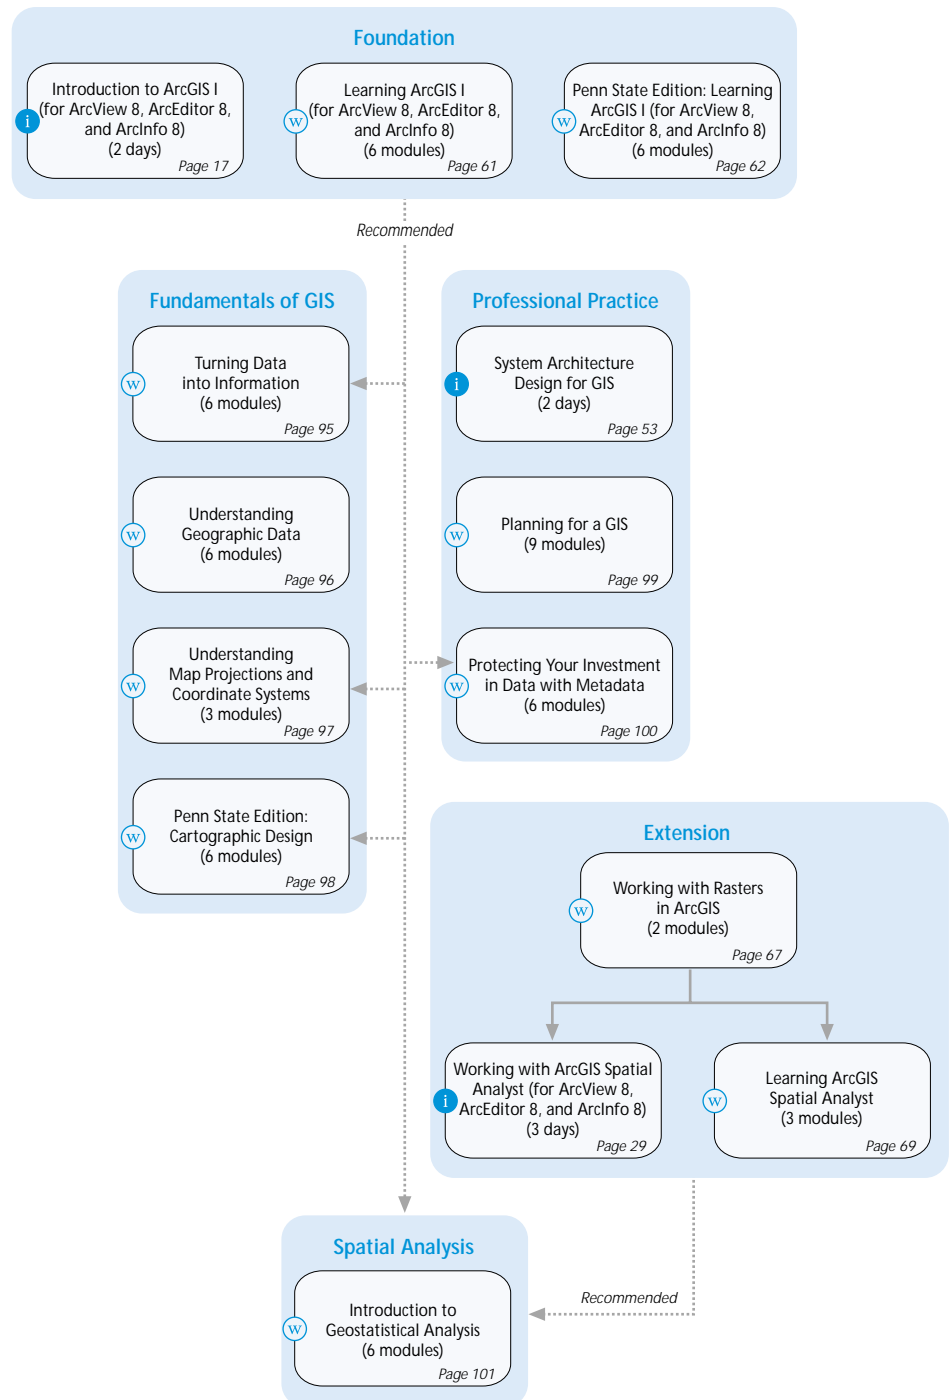 Foundation
i
Introduction to ArcGIS I
(for ArcView 8, ArcEditor 8,
and ArcInfo 8)
(2 days)
Page 17
w
Learning ArcGIS I
(for ArcView 8, ArcEditor 8,
and ArcInfo 8)
(6 modules)
Page 61
w
Penn State Edition: Learning
ArcGIS I (for ArcView 8,
ArcEditor 8, and ArcInfo 8)
(6 modules)
Page 62
Recommended
Fundamentals of GIS
w
Turning Data
into Information
(6 modules)
Page 95
w
Understanding
Geographic Data
(6 modules)
Page 96
w
Understanding
Map Projections and
Coordinate Systems
(3 modules)
Page 97
w
Penn State Edition:
Cartographic Design
(6 modules)
Page 98
Professional Practice
i
System Architecture
Design for GIS
(2 days)
Page 53
w
Planning for a GIS
(9 modules)
Page 99
w
Protecting Your Investment
in Data with Metadata
(6 modules)
Page 100
Extension
w
Working with Rasters
in ArcGIS
(2 modules)
Page 67
i
Working with ArcGIS Spatial
Analyst (for ArcView 8,
ArcEditor 8, and ArcInfo 8)
(3 days)
Page 29
w
Learning ArcGIS
Spatial Analyst
(3 modules)
Page 69
Recommended
Spatial Analysis
w
Introduction to
Geostatistical Analysis
(6 modules)
Page 101